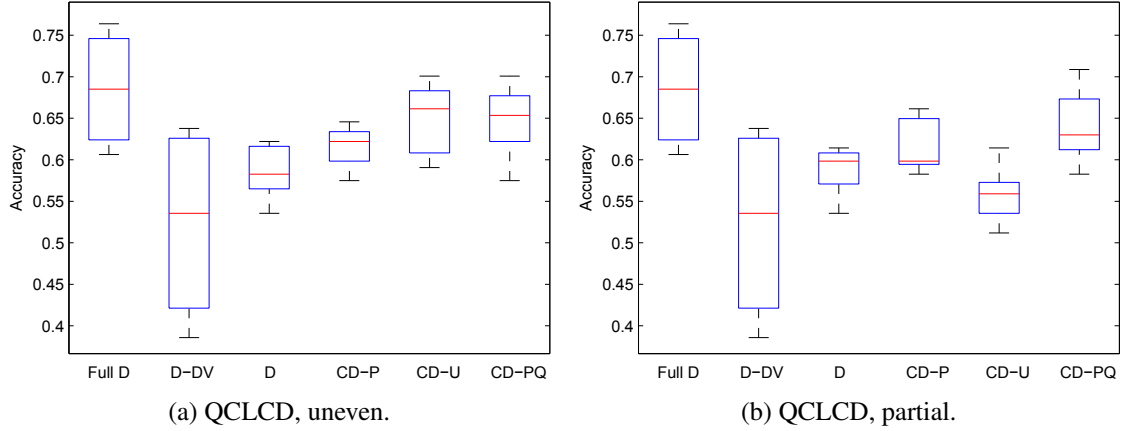 0.75
0.7
0.65
0.6
0.55
0.5
0.45
0.4
Accuracy
Full D D−DV D CD−P CD−U CD−PQ
(a) QCLCD, uneven.
0.75
0.7
0.65
0.6
0.55
0.5
0.45
0.4
Accuracy
Full D D−DV D CD−P CD−U CD−PQ
(b) QCLCD, partial.